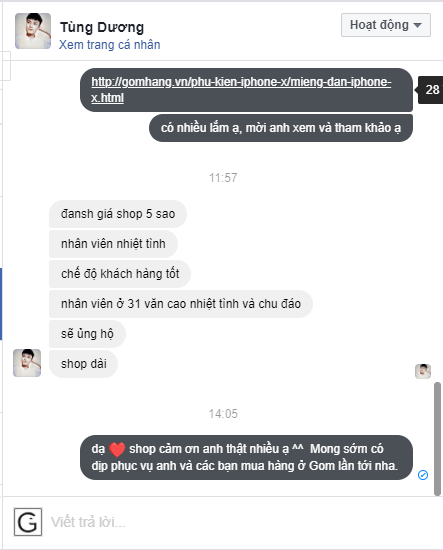 Tùng Dương
Hoạt động
Xem trang cá nhân
http://gomhang.vn/phu-kien-iphone-x/mieng-dan-iphone-
x.html
28
có nhiều lắm ạ, mời anh xem và tham khảo ạ
11:57
đansh giá shop 5 sao
nhân viên nhiệt tình
chế độ khách hàng tốt
nhân viên ở 31 văn cao nhiệt tình và chu đáo
sẽ ủng hộ
shop dài
14:05
dạ ❤ shop cảm ơn anh thật nhiều ạ ^^ Mong sớm có
dịp phục vụ anh và các bạn mua hàng ở Gom lần tới nha.
G
Viết trả lời...